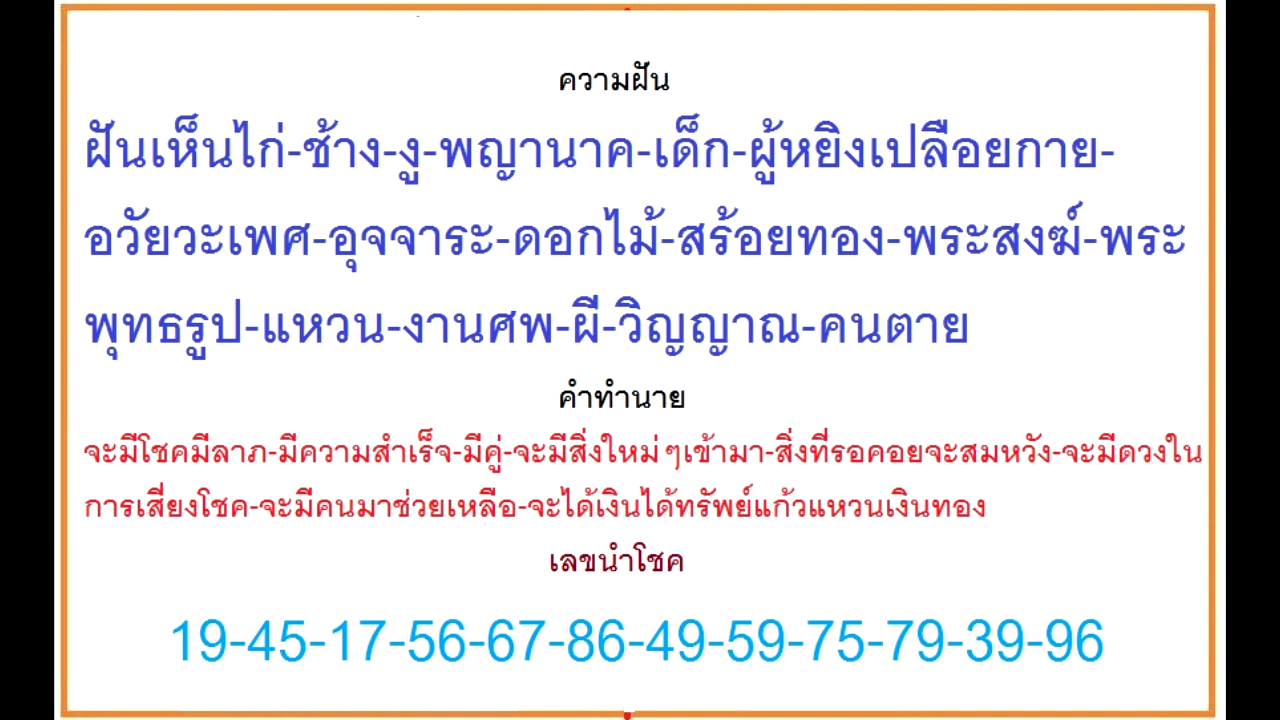 ความฝัน
ฝันเห็นไก่-ช้าง-งู-พญานาค-เด็ก-ผู้หยิงเปลือยกาย-
อวัยวะเพศ-อุจจาระ-ดอกไม้-สร้อยทอง-พระสงฆ์-พระ
พุทธรูป-แหวน-งานศพ-ผี-วิญญาณ-คนตาย
คำทำนาย
จะมีโชคมีลาภ-มีความสำเร็จ-มีคู่-จะมีสิ่งใหม่ๆเข้ามา-สิ่งที่รอคอยจะสมหวัง-จะมีดวงใน
การเสี่ยงโชค-จะมีคนมาช่วยเหลือ-จะได้เงินได้ทรัพย์แก้วแหวนเงินทอง
เลขนำโชค
19-45-17-56-67-86-49-59-75-79-39-96